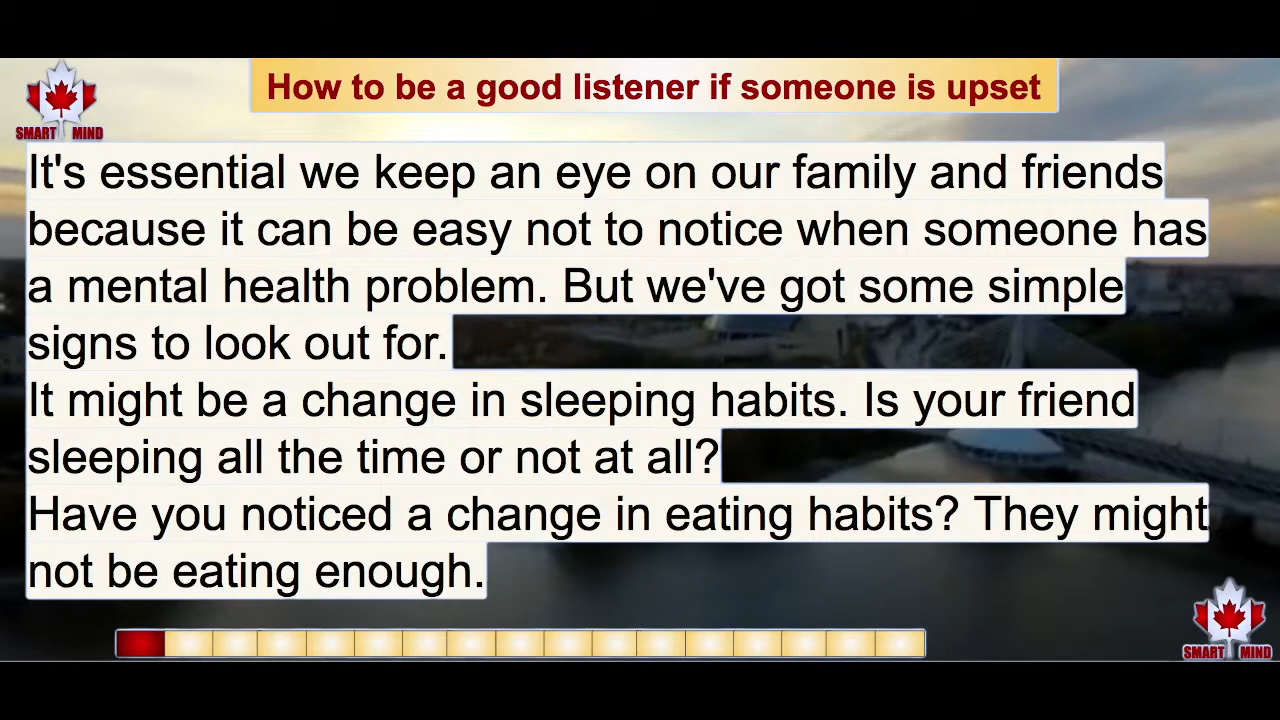 How to be a good listener if someone is upset
SMART MIND
It's essential we keep an eye on our family and friends
because it can be easy not to notice when someone has
a mental health problem. But we've got some simple
signs to look out for.
It might be a change in sleeping habits. Is your friend
sleeping all the time or not at all?
Have you noticed a change in eating habits? They might
not be eating enough.
SMART MIND